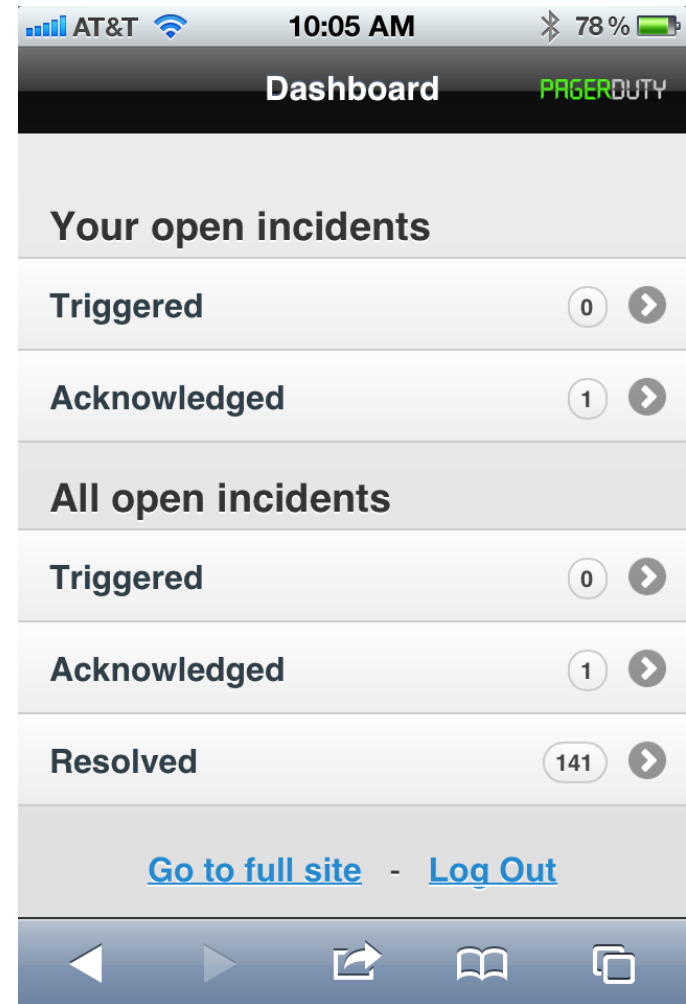 AT&T 10:05 AM 78%
Dashboard PAGERDUTY
Your open incidents
Triggered 0
Acknowledged 1
All open incidents
Triggered 0
Acknowledged 1
Resolved 141
Go to full site - Log Out